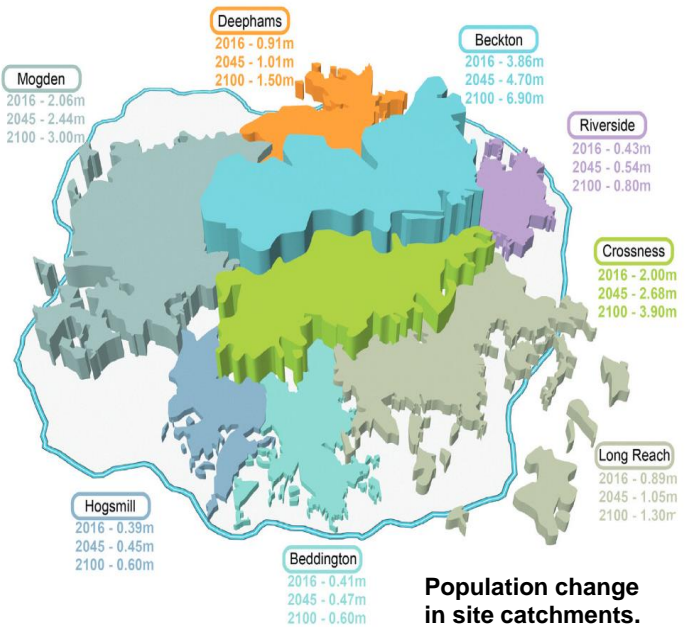 Deephams
2016 - 0.91m
2045 - 1.01m
2100 - 1.50m
Beckton
2016 - 3.86m
2045 - 4.70m
2100 - 6.90m
Mogden
2016 - 2.06m
2045 - 2.44m
2100 - 3.00m
Riverside
2016 - 0.43m
2045 - 0.54m
2100 - 0.80m
Crossness
2016 - 2.00m
2045 - 2.68m
2100 - 3.90m
Long Reach
2016 - 0.89m
2045 - 1.05m
2100 - 1.30m
Hogsmill
2016 - 0.39m
2045 - 0.45m
2100 - 0.60m
Beddington
2016 - 0.41m
2045 - 0.47m
2100 - 0.60m
Population change
in site catchments.